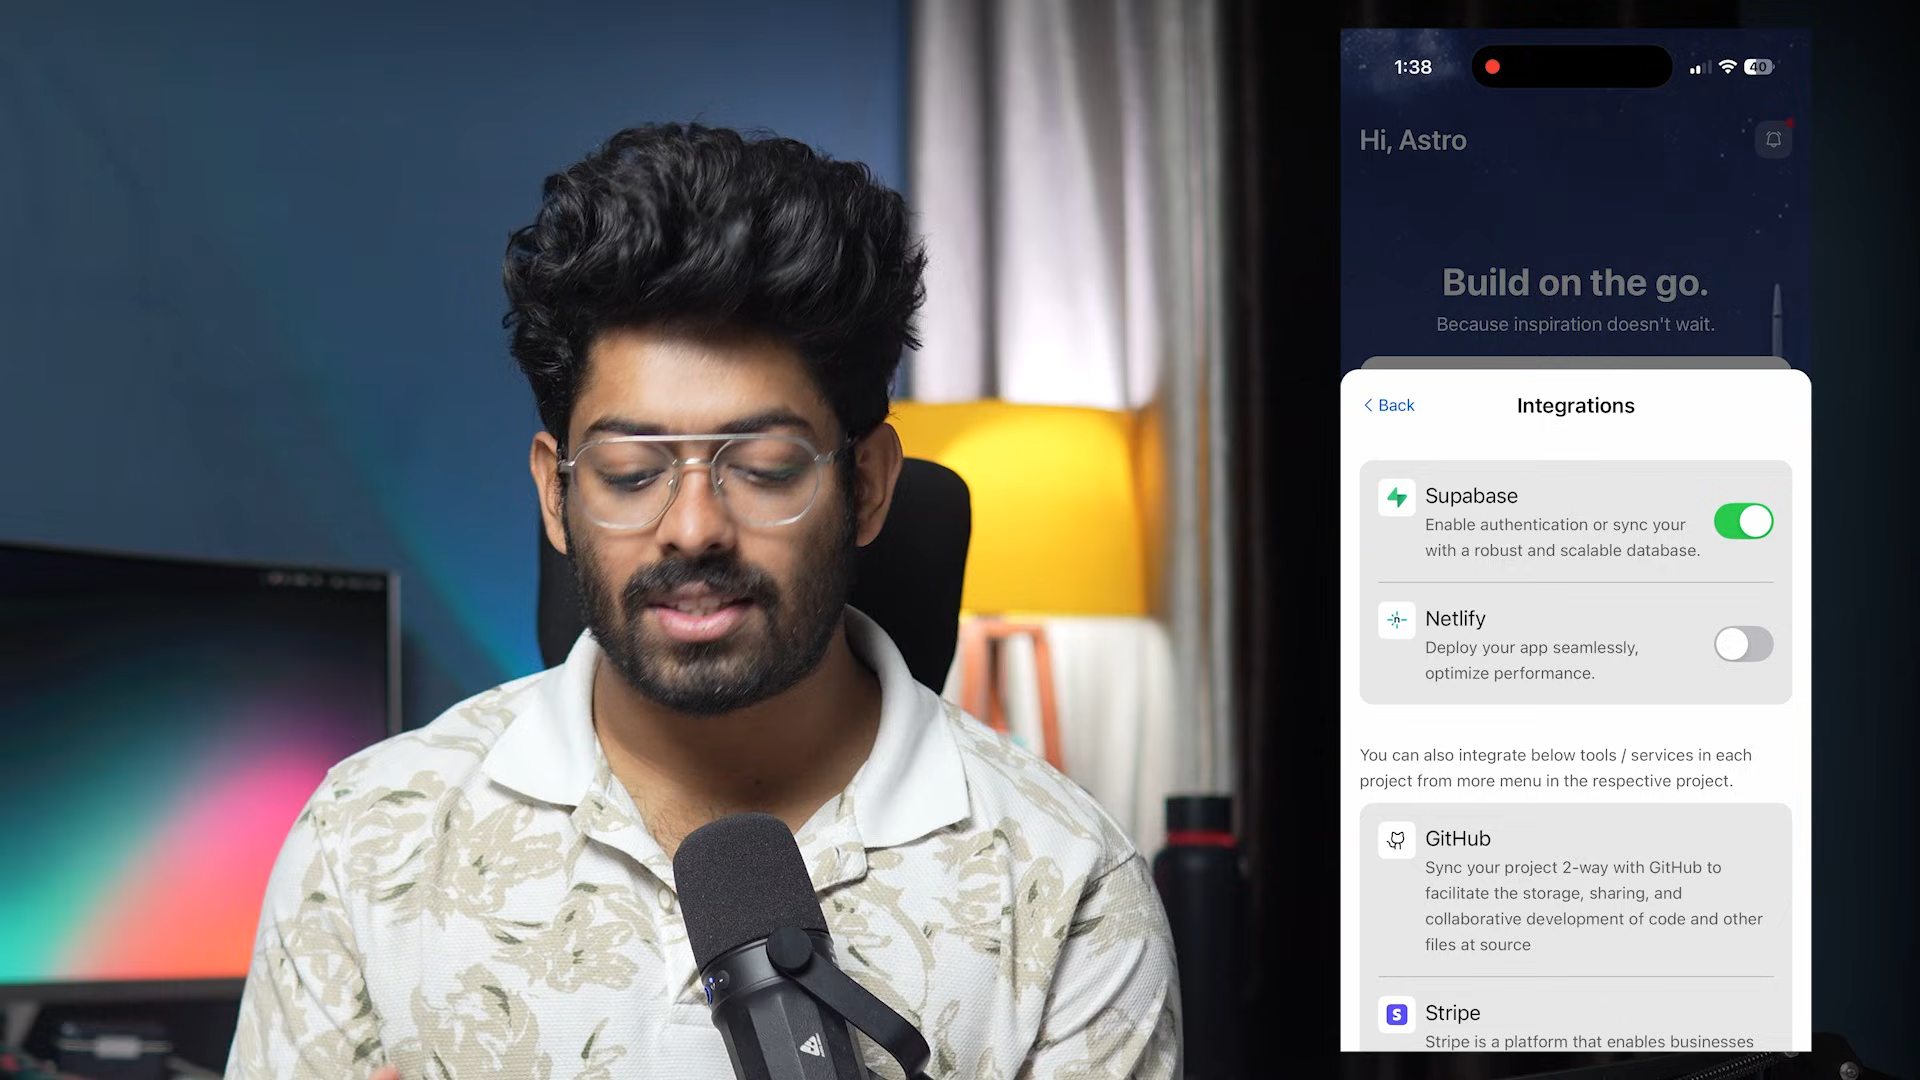 1:38
40
Hi, Astro
Build on the go.
Because inspiration doesn't wait.
Back
Integrations
Supabase
Enable authentication or sync your
with a robust and scalable database.
Netlify
Deploy your app seamlessly,
optimize performance.
You can also integrate below tools / services in each
project from more menu in the respective project.
GitHub
Sync your project 2-way with GitHub to
facilitate the storage, sharing, and
collaborative development of code and other
files at source
Stripe
Stripe is a platform that enables businesses